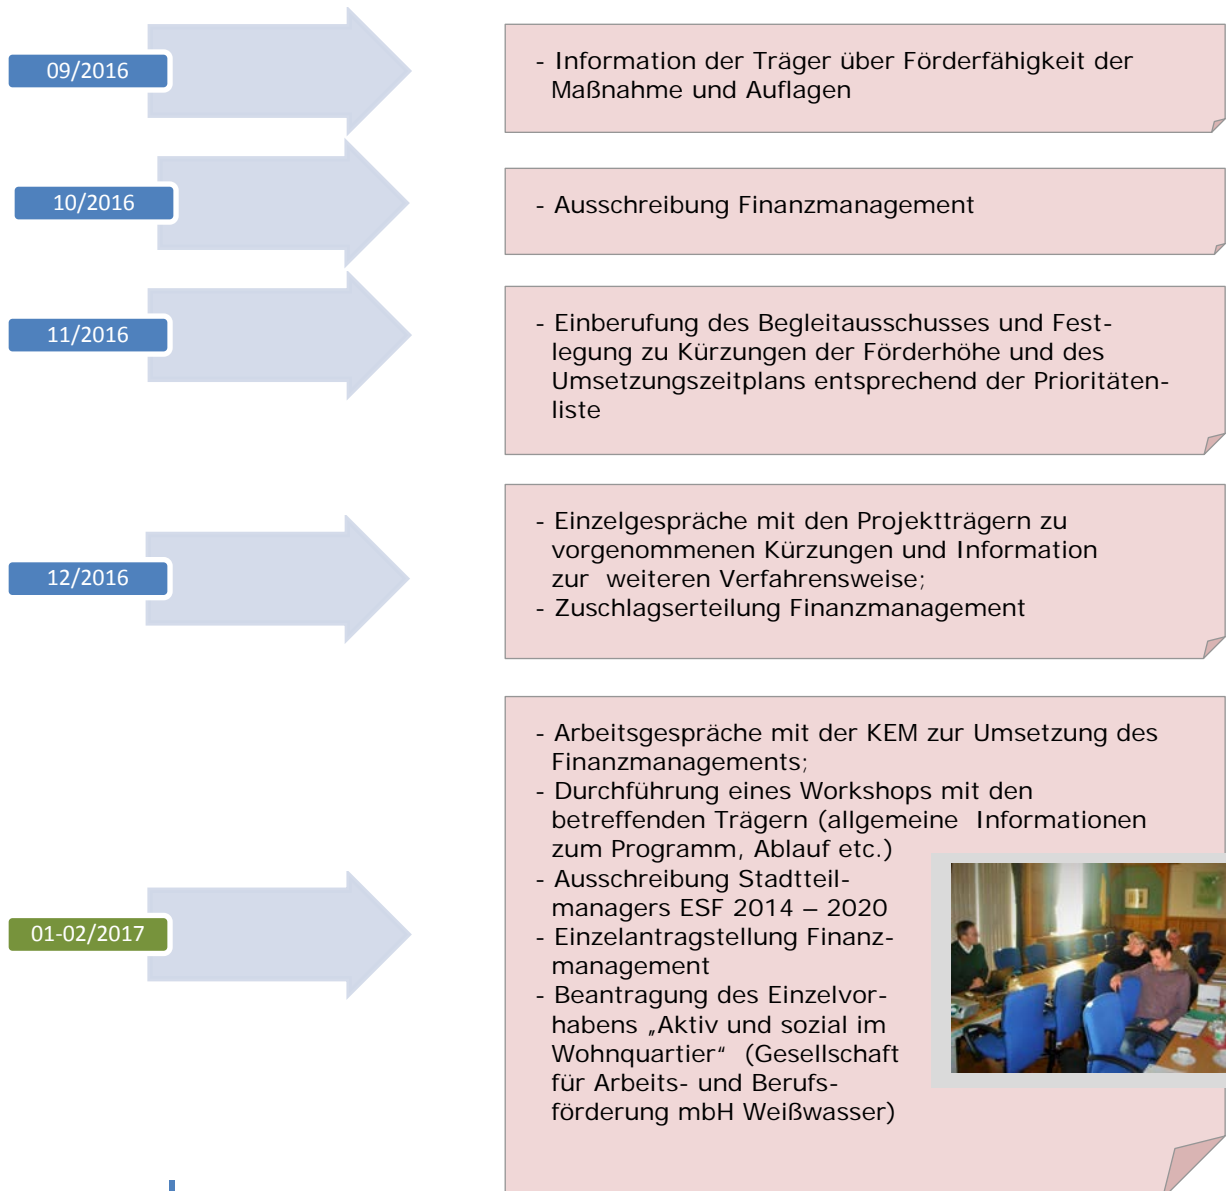 09/2016
- Information der Träger über Förderfähigkeit der
Maßnahme und Auflagen
10/2016
- Ausschreibung Finanzmanagement
11/2016
- Einberufung des Begleitausschusses und Fest-
legung zu Kürzungen der Förderhöhe und des
Umsetzungszeitplans entsprechend der Prioritäten-
liste
12/2016
- Einzelgespräche mit den Projektträgern zu
vorgenommenen Kürzungen und Information
zur weiteren Verfahrensweise;
- Zuschlagserteilung Finanzmanagement
01-02/2017
- Arbeitsgespräche mit der KEM zur Umsetzung des
Finanzmanagements;
- Durchführung eines Workshops mit den
betreffenden Trägern (allgemeine Informationen
zum Programm, Ablauf etc.)
- Ausschreibung Stadtteil-
managers ESF 2014 – 2020
- Einzelantragstellung Finanz-
management
- Beantragung des Einzelvor-
habens „Aktiv und sozial im
Wohnquartier“ (Gesellschaft
für Arbeits- und Berufs-
förderung mbH Weißwasser)